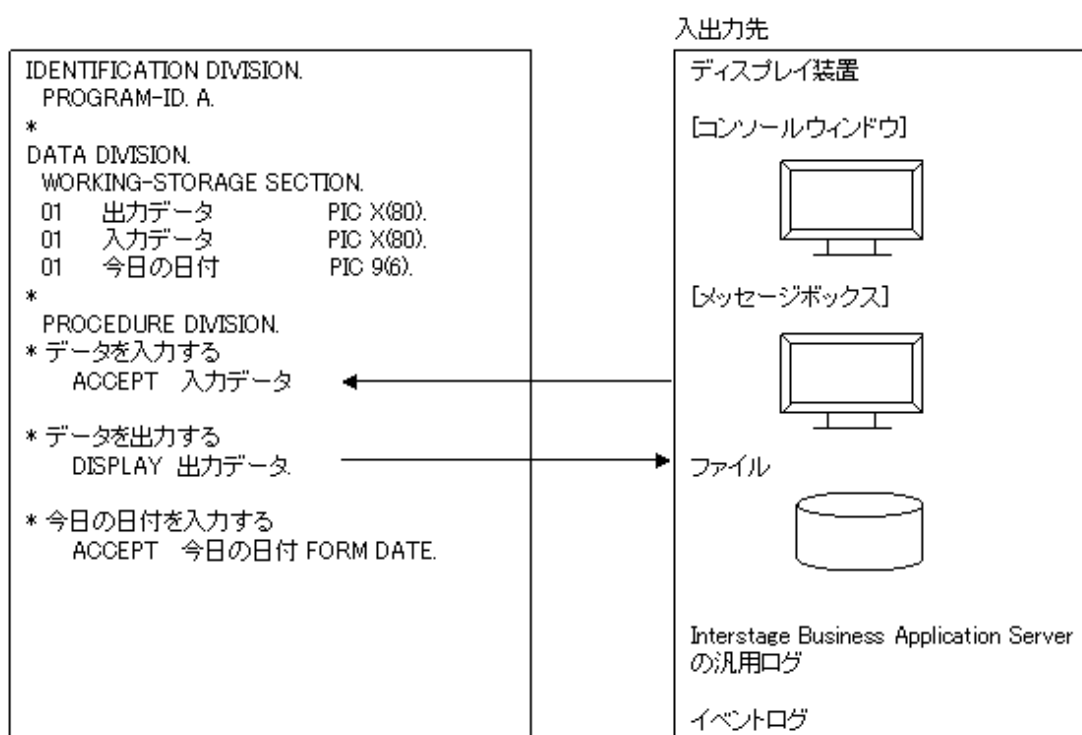 IDENTIFICATION DIVISION.
PROGRAM-ID. A.
*
DATA DIVISION.
WORKING-STORAGE SECTION.
01 出力データ PIC X(80).
01 入力データ PIC X(80).
01 今日の日付 PIC 9(6).
*
PROCEDURE DIVISION.
* データを入力する
ACCEPT 入力データ
* データを出力する
DISPLAY 出力データ.
* 今日の日付を入力する
ACCEPT 今日の日付 FORM DATE.
入出力先
ディスプレイ装置
[コンソールウィンドウ]
[メッセージボックス]
ファイル
Interstage Business Application Server
の汎用ログ
イベントログ